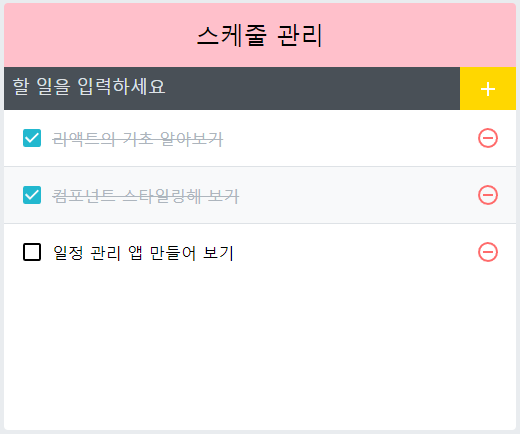 스케줄 관리
할 일을 입력하세요
리액트의 기초 알아보기
컴포넌트 스타일링해 보기
일정 관리 앱 만들어 보기